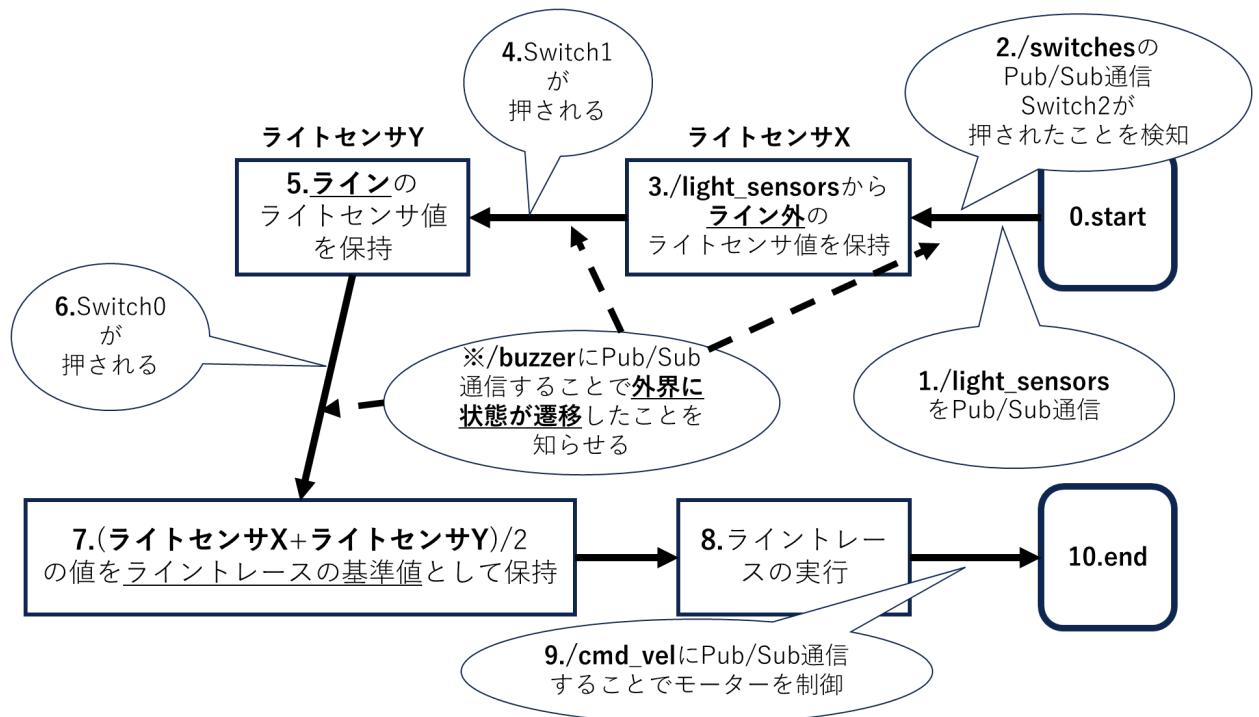 2./switchesの
Pub/Sub通信
Switch2が
押されたことを検知
0.start
1./light_sensors
をPub/Sub通信
ライトセンサX
3./light_sensorsから
ライン外の
ライトセンサ値を保持
4.Switch1
が
押される
ライトセンサY
5.ラインの
ライトセンサ値
を保持
6.Switch0
が
押される
※/buzzerにPub/Sub
通信することで外界に
状態が遷移したことを
知らせる
7.(ライトセンサX+ライトセンサY)/2
の値をライントレースの基準値として保持
8.ライントレー
スの実行
9./cmd_velにPub/Sub通信
することでモーターを制御
10.end